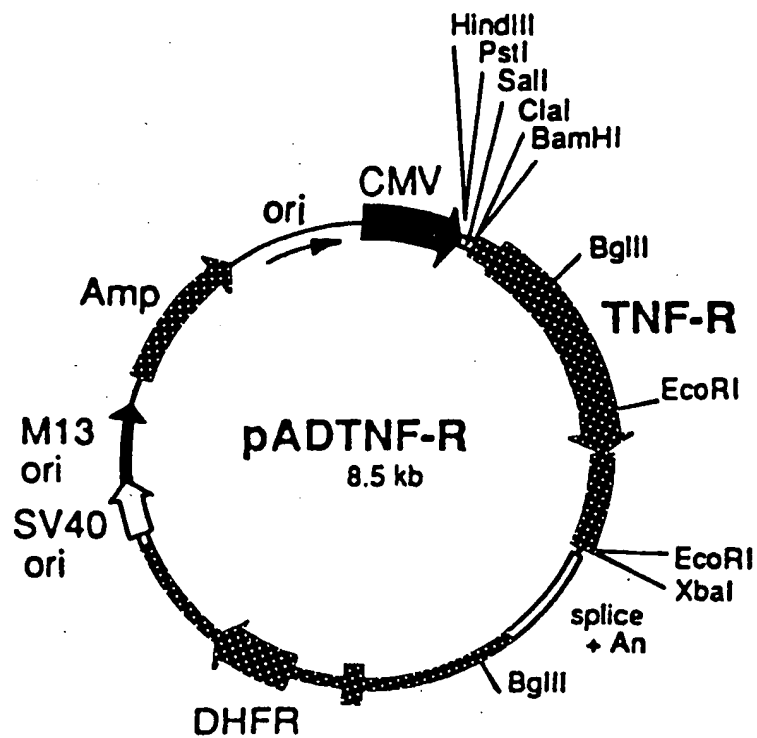 HindIII
PstI
SalI
ClaI
BamHI
CMV
ori
BglII
Amp
TNF-R
EcoRI
M13
ori
pADTNF-R
8.5 kb
SV40
ori
EcoRI
XbaI
splice
+ An
BglII
DHFR